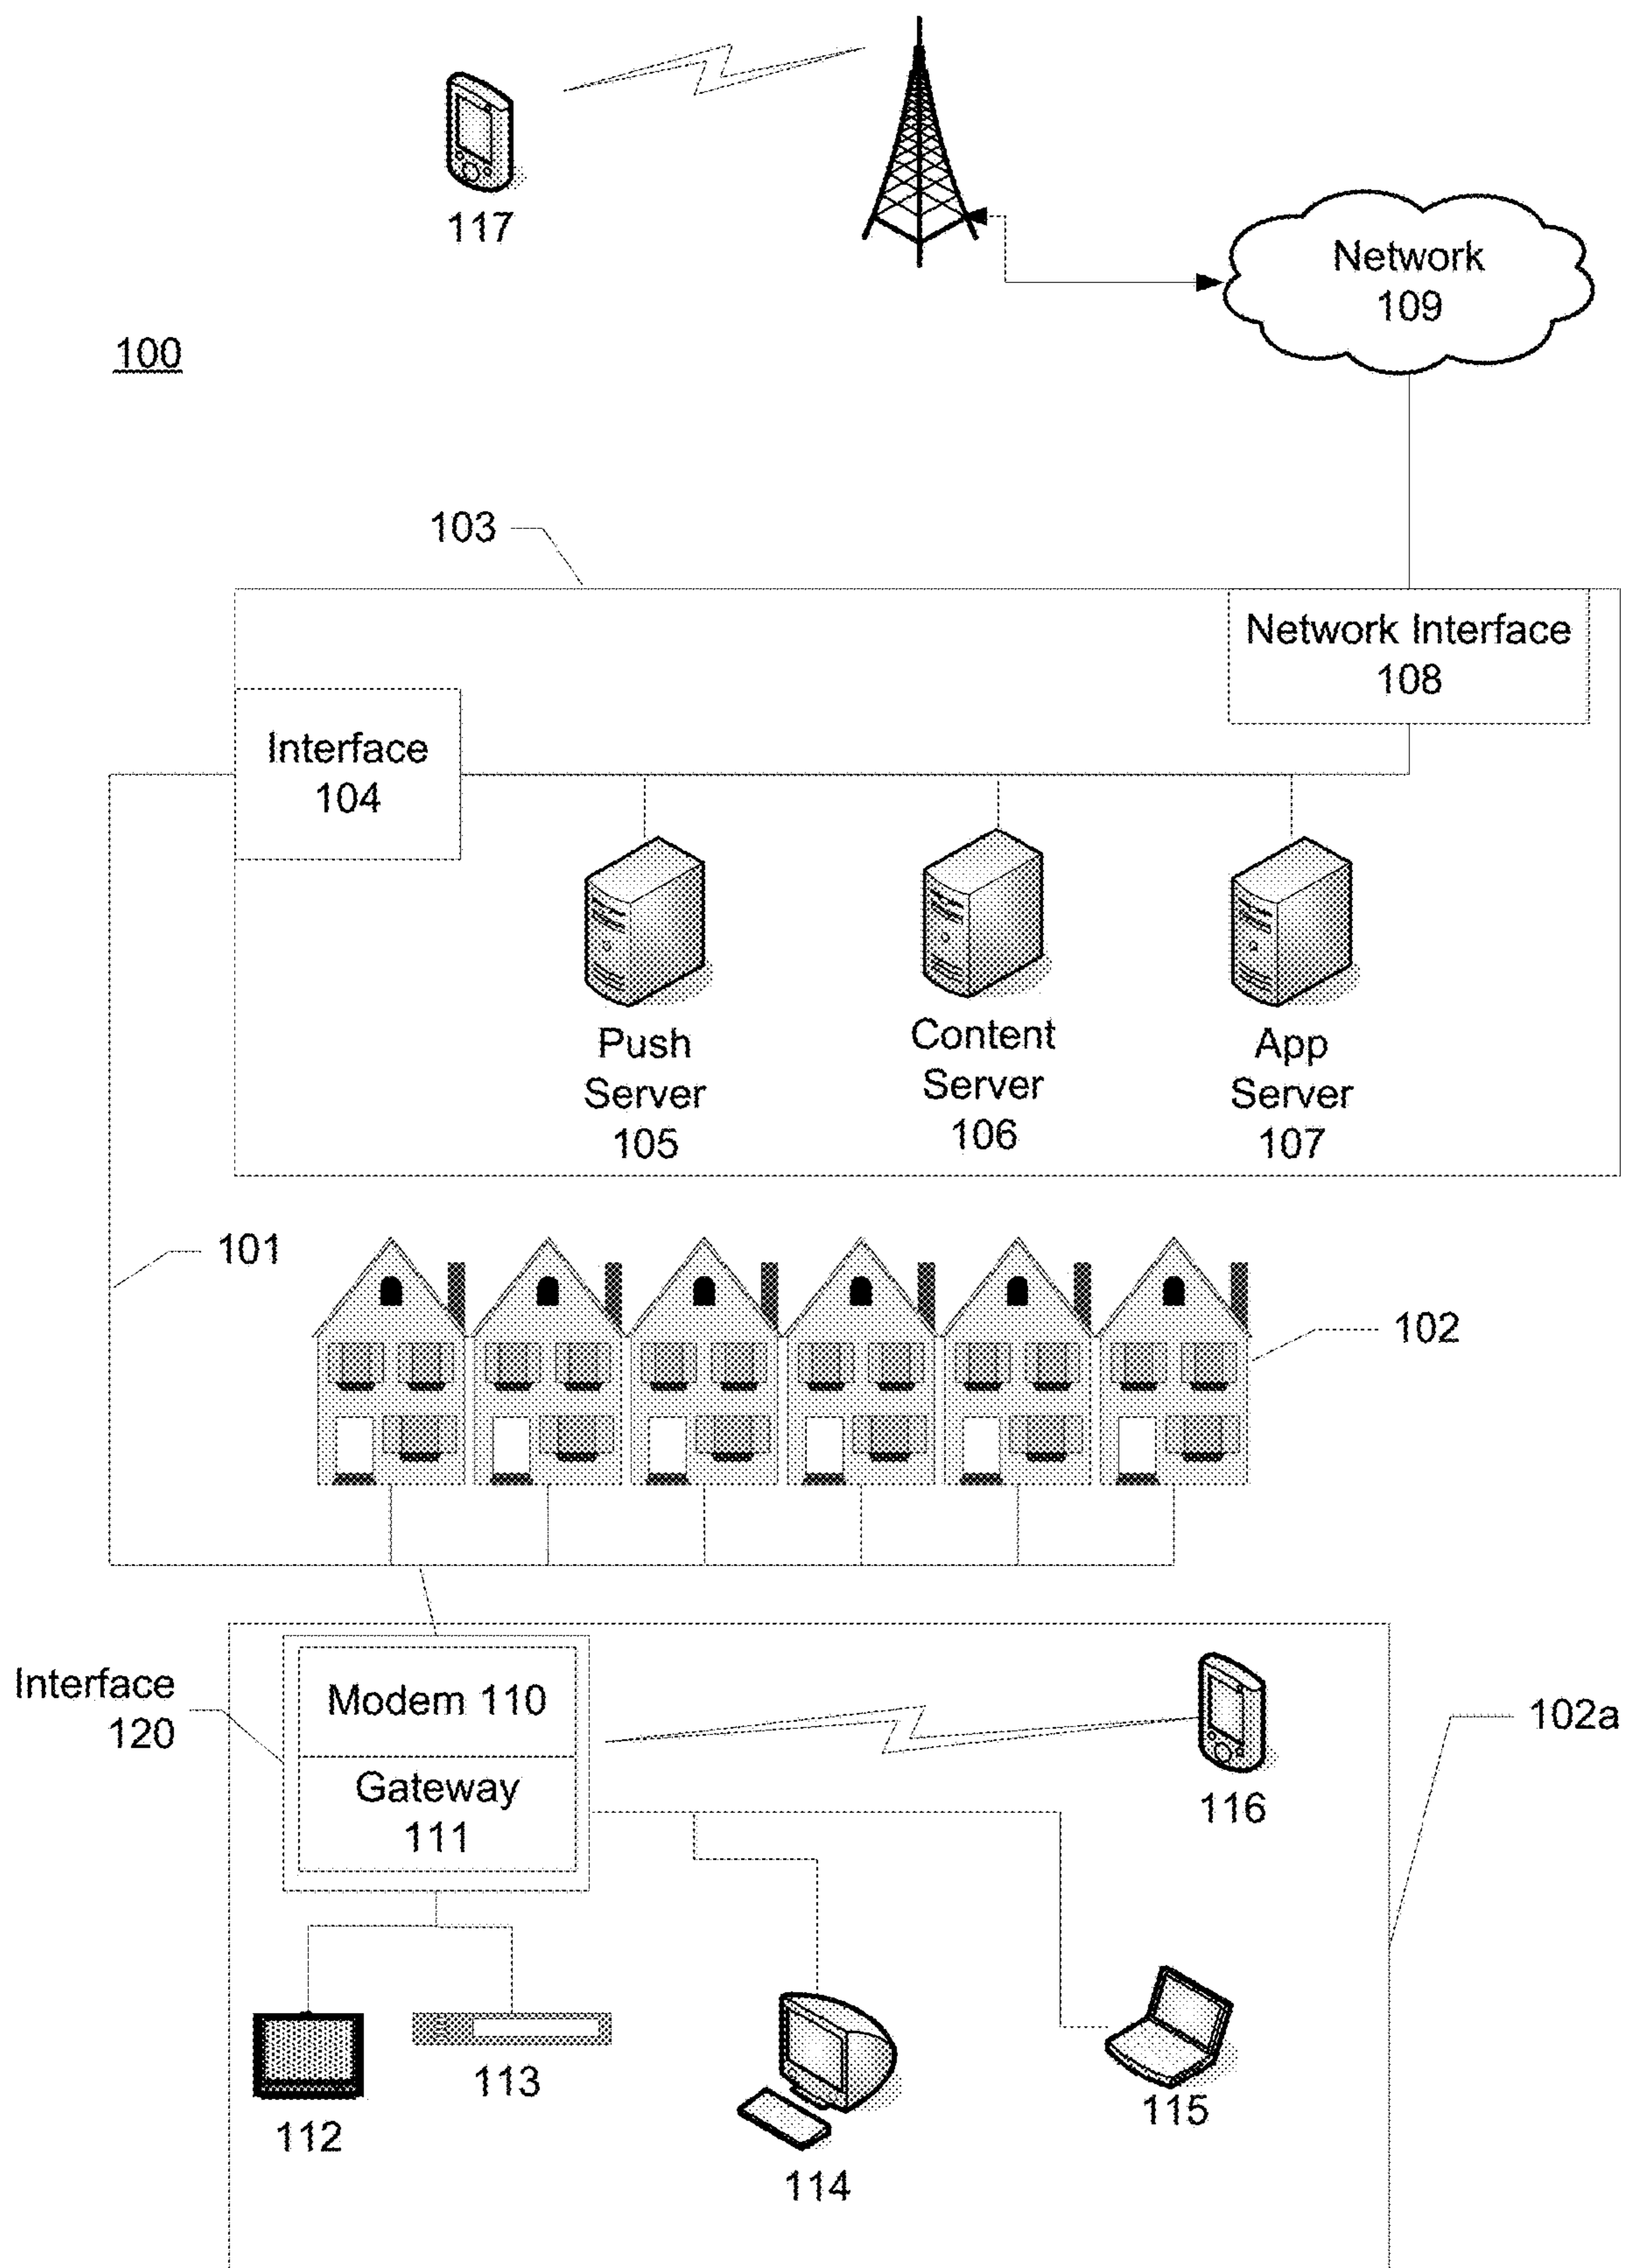 117
Network
109
100
103
Network Interface
108
Interface
104
Push
Server
105
Content
Server
106
App
Server
107
101
102
Interface
120
Modem 110
Gateway
111
116
102a
112
113
114
115